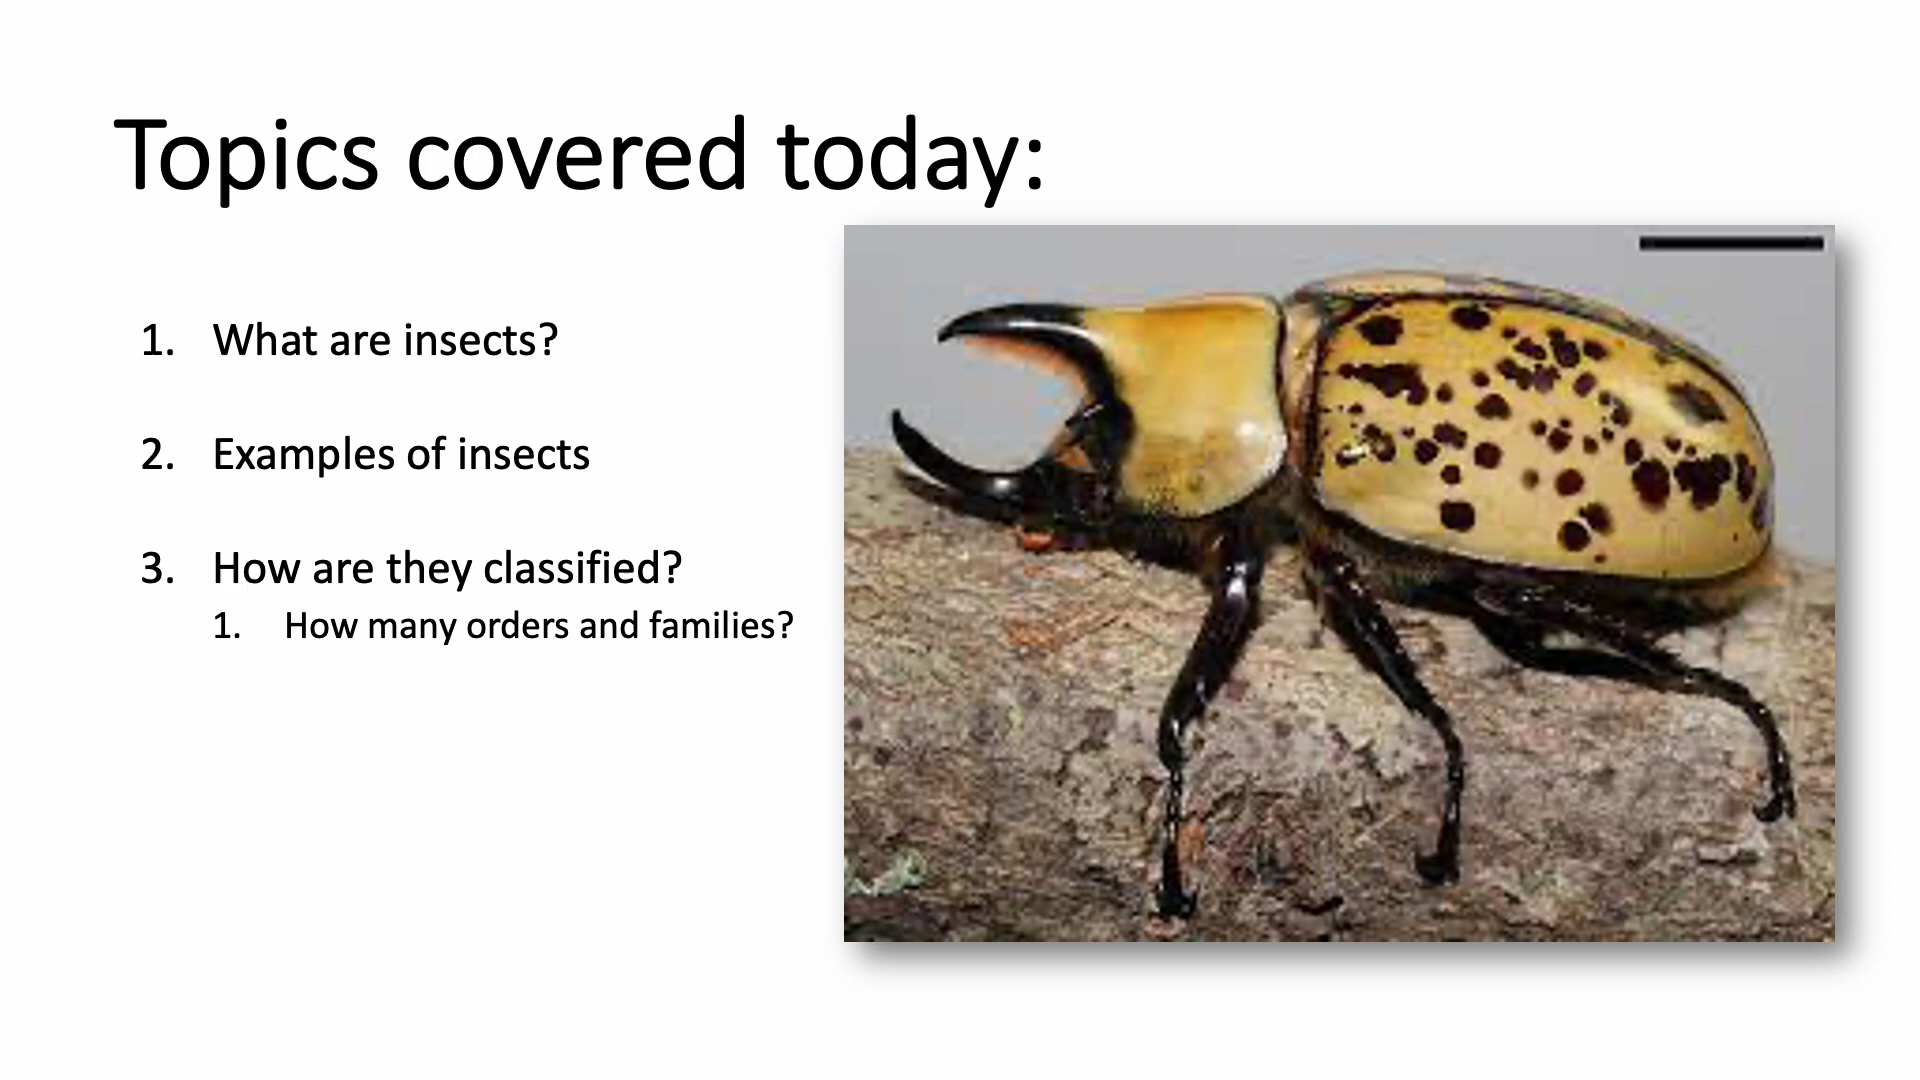 Topics covered today:
1. What are insects?
2. Examples of insects
3. How are they classified?
1. How many orders and families?